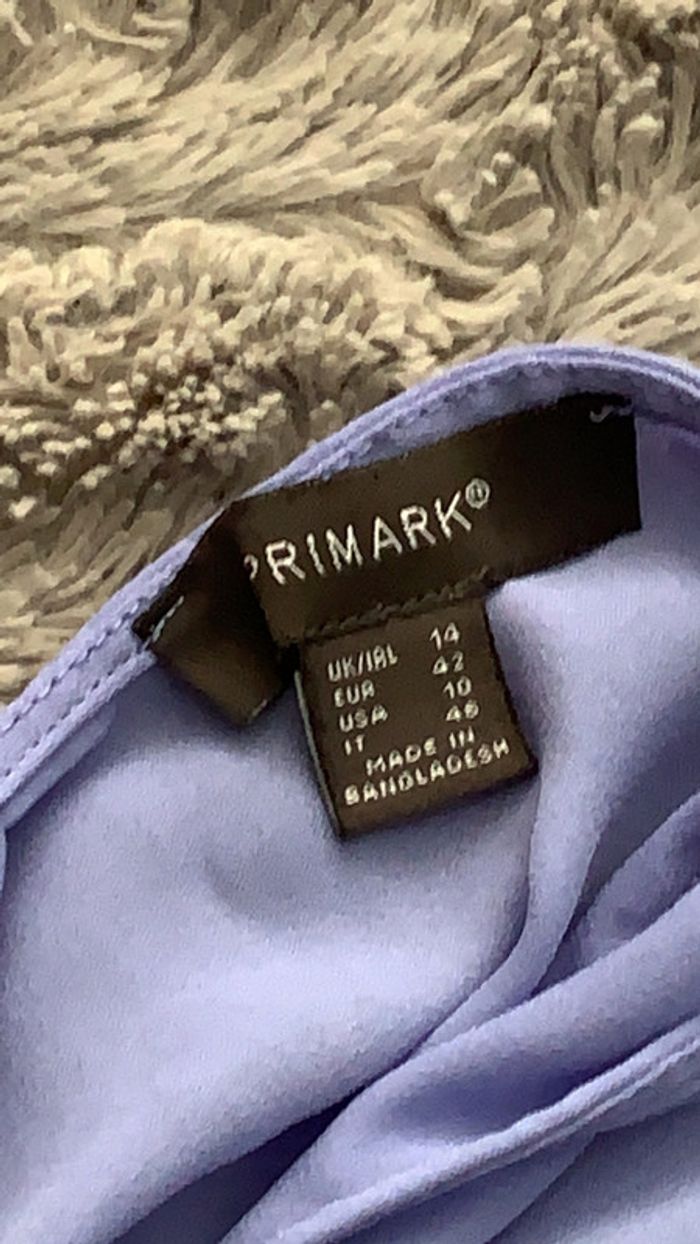 PRIMARK®
UK/IRL 14
EUR 42
USA 10
IT 46
MADE IN
BANGLADESH